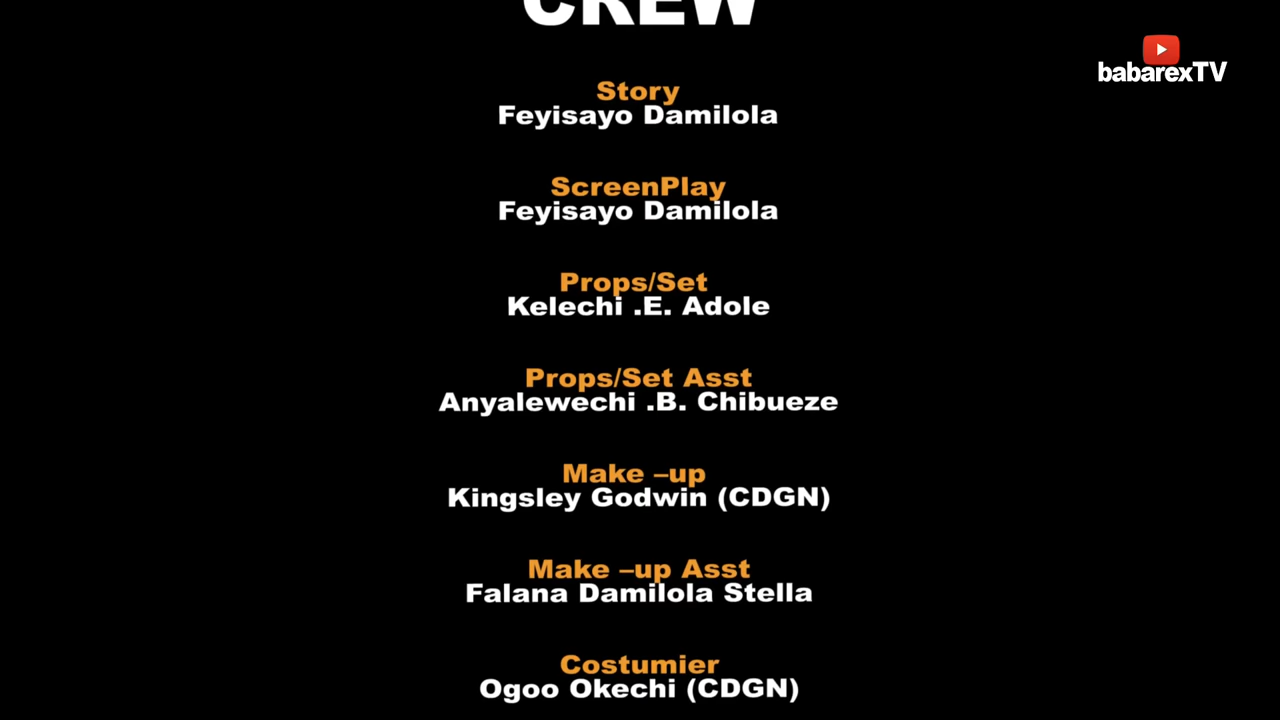 CREW
babarexTV
Story
Feyisayo Damilola
ScreenPlay
Feyisayo Damilola
Props/Set
Kelechi .E. Adole
Props/Set Asst
Anyalewechi .B. Chibueze
Make –up
Kingsley Godwin (CDGN)
Make –up Asst
Falana Damilola Stella
Costumier
Ogoo Okechi (CDGN)